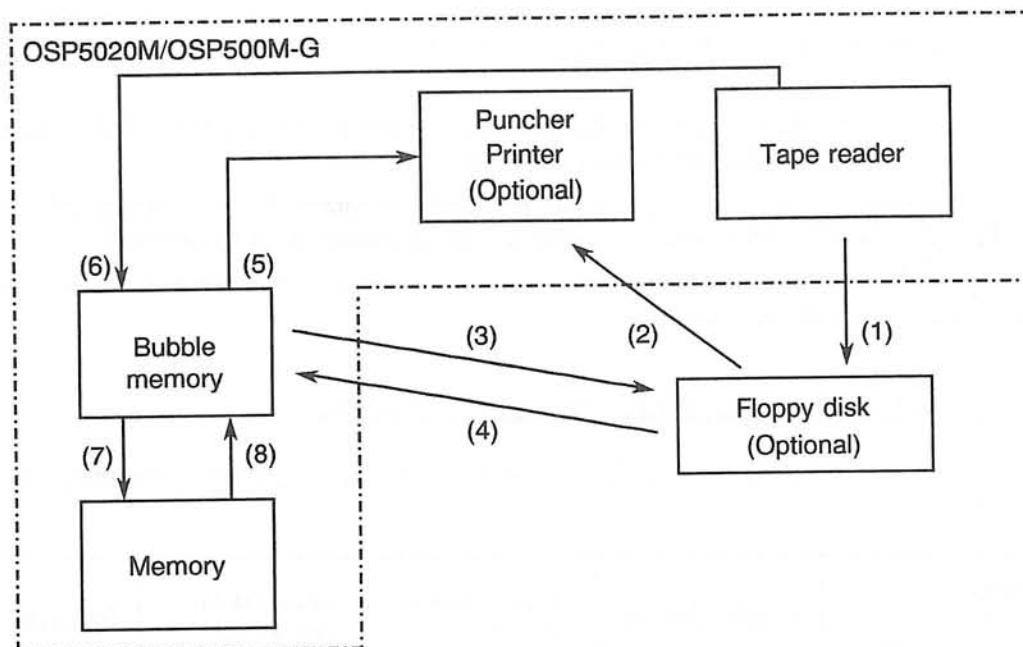 OSP5020M/OSP500M-G
Puncher
Printer
(Optional)
Tape reader
(6)
(5)
(3)
(2)
(1)
Bubble
memory
(4)
Floppy disk
(Optional)
(7)
(8)
Memory